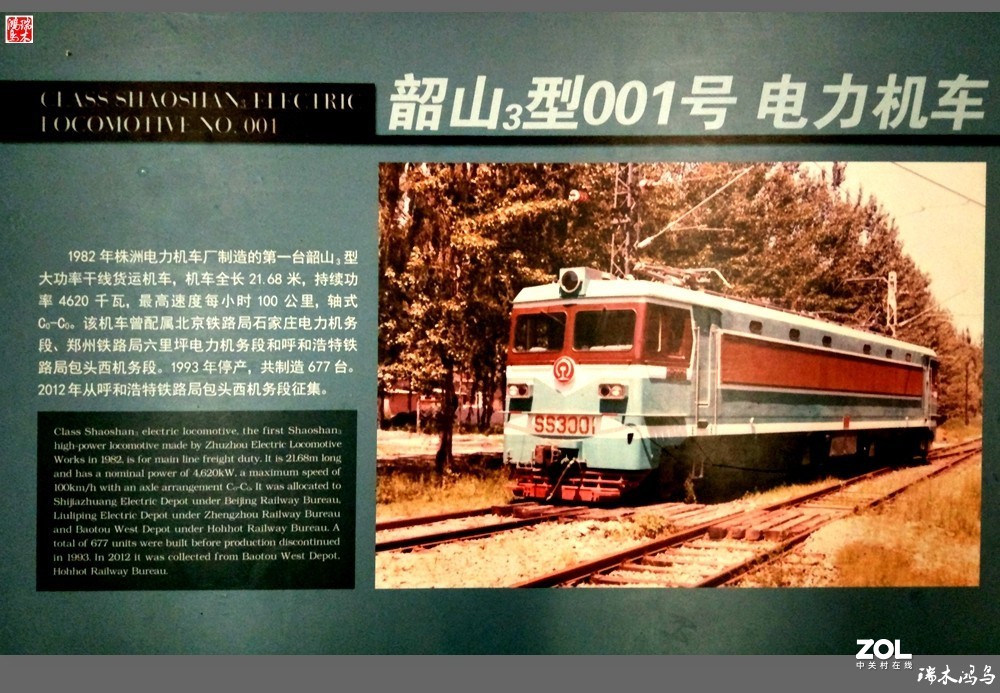 瑞木
鸿鸟
CLASS SHAOSHAN₃ ELECTRIC
LOCOMOTIVE NO. 001
韶山₃型001号 电力机车
1982 年株洲电力机车厂制造的第一台韶山₃型
大功率干线货运机车，机车全长 21.68 米，持续功
率 4620 千瓦，最高速度每小时 100 公里，轴式
C₀-C₀。该机车曾配属北京铁路局石家庄电力机务
段、郑州铁路局六里坪电力机务段和呼和浩特铁
路局包头西机务段。1993 年停产，共制造 677 台。
2012 年从呼和浩特铁路局包头西机务段征集。
Class Shaoshan₃ electric locomotive, the first Shaoshan₃
high-power locomotive made by Zhuzhou Electric Locomotive
Works in 1982, is for main line freight duty. It is 21.68m long
and has a nominal power of 4,620kW, a maximum speed of
100km/h with an axle arrangement C₀-C₀. It was allocated to
Shijiazhuang Electric Depot under Beijing Railway Bureau,
Liuliping Electric Depot under Zhengzhou Railway Bureau
and Baotou West Depot under Hohhot Railway Bureau. A
total of 677 units were built before production discontinued
in 1993. In 2012 it was collected from Baotou West Depot,
Hohhot Railway Bureau.
SS3001
ZOL
中关村在线
瑞木鸿鸟